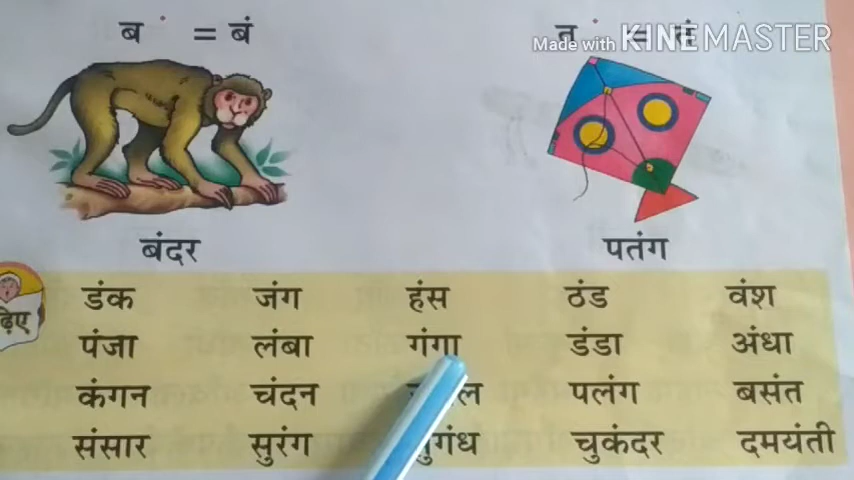 ब ं = बं
त ं = तं
Made with KINEMASTER
बंदर पतंग
ढ़िए
डंक जंग हंस ठंड वंश
पंजा लंबा गंगा डंडा अंधा
कंगन चंदन पलंग बसंत
संसार सुरंग सुगंध चुकंदर दमयंती